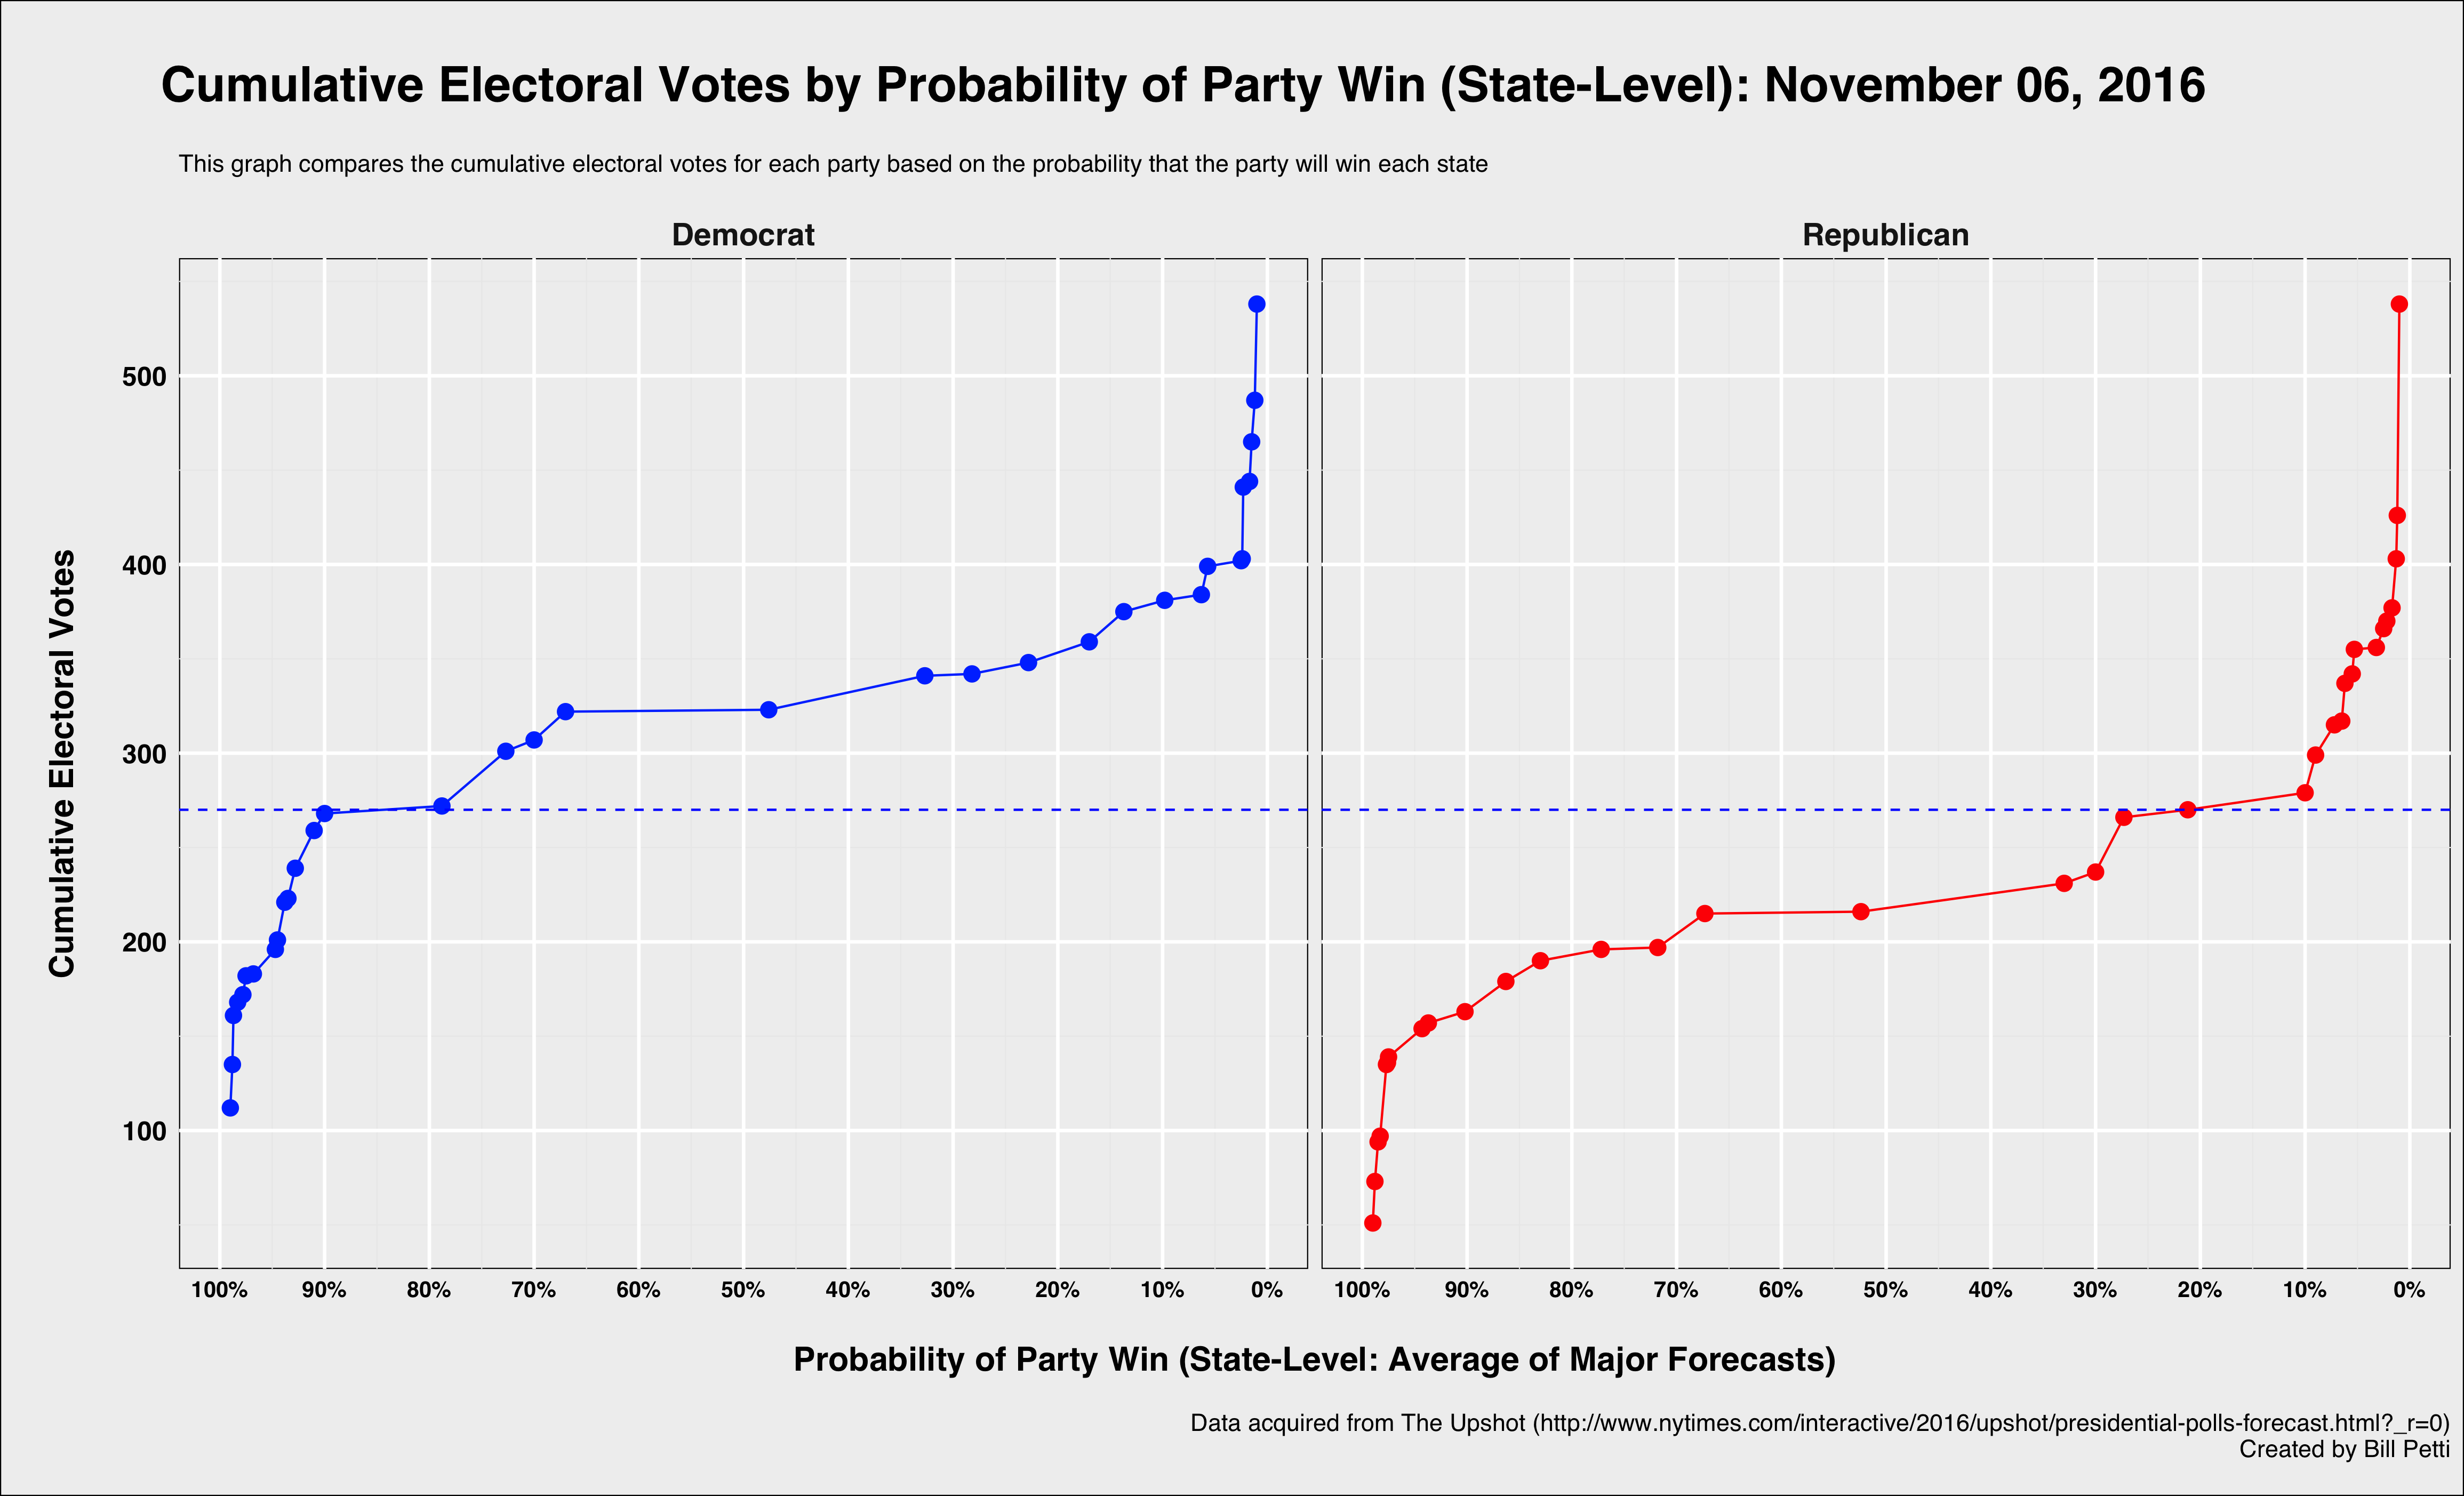 Cumulative Electoral Votes by Probability of Party Win (State-Level): November 06, 2016
This graph compares the cumulative electoral votes for each party based on the probability that the party will win each state
Democrat
Republican
Cumulative Electoral Votes
500
400
300
200
100
100% 90% 80% 70% 60% 50% 40% 30% 20% 10% 0%
100% 90% 80% 70% 60% 50% 40% 30% 20% 10% 0%
Probability of Party Win (State-Level: Average of Major Forecasts)
Data acquired from The Upshot (http://www.nytimes.com/interactive/2016/upshot/presidential-polls-forecast.html?_r=0)
Created by Bill Petti